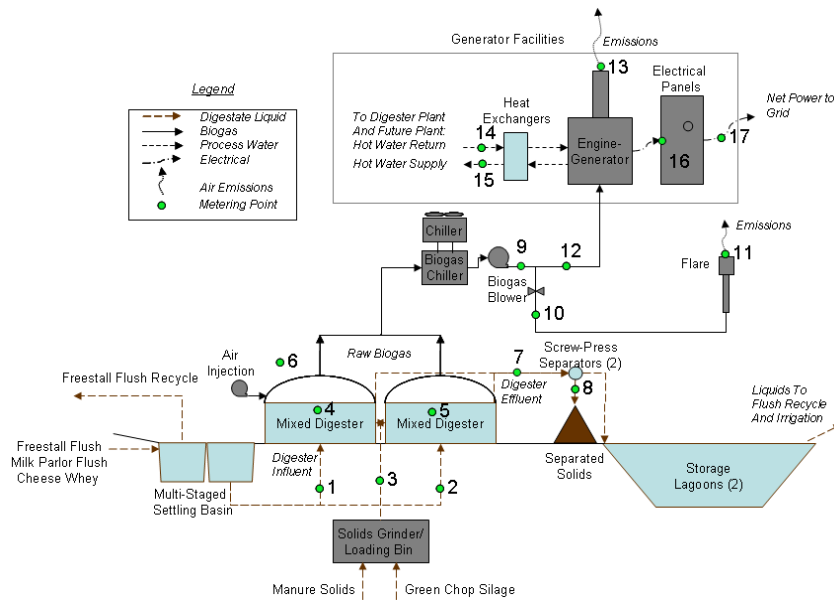 Emissions
Generator Facilities
13
Electrical
Panels
Net Power to
Grid
To Digester Plant
And Future Plant:
Hot Water Return
Hot Water Supply
14
15
Heat
Exchangers
Engine-
Generator
16
17
Legend
Digestate Liquid
Biogas
Process Water
Electrical
Air Emissions
Metering Point
Chiller
Biogas
Chiller
9
12
Biogas
Blower
10
Emissions
11
Flare
6
Air
Injection
Raw Biogas
7
Digester
Effluent
Screw-Press
Separators (2)
8
Freestall Flush Recycle
4
Mixed Digester
5
Mixed Digester
Liquids To
Flush Recycle
And Irrigation
Freestall Flush
Milk Parlor Flush
Cheese Whey
Digester
Influent
Separated
Solids
Storage
Lagoons (2)
Multi-Staged
Settling Basin
1
3
2
Solids Grinder/
Loading Bin
Manure Solids
Green Chop Silage